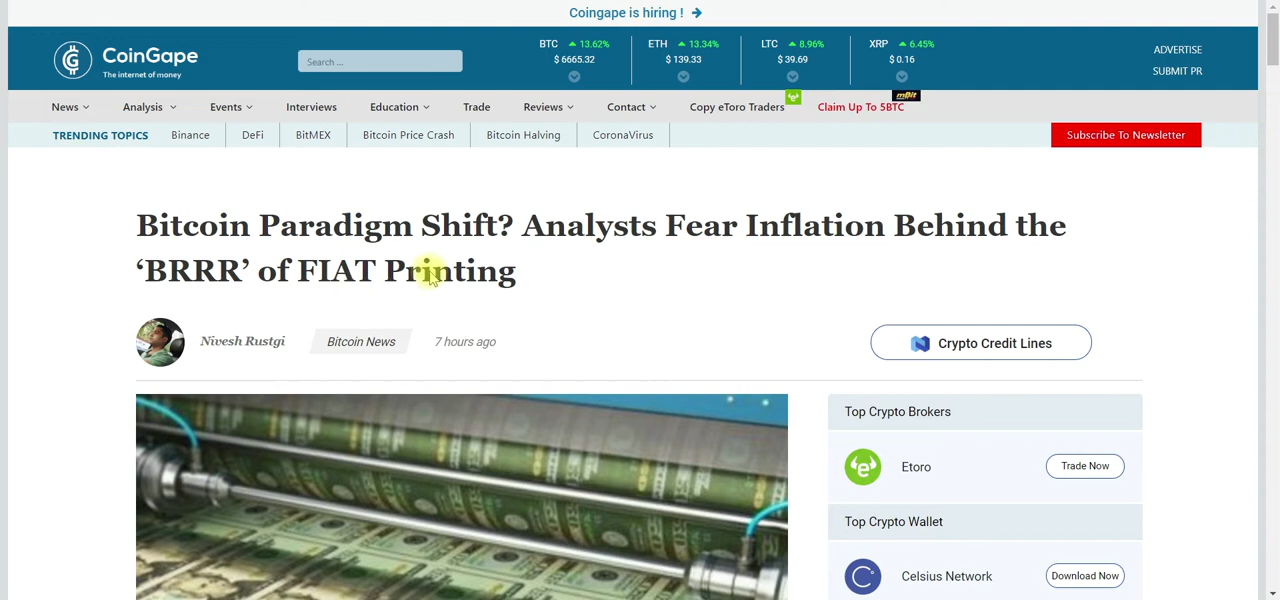 Coingape is hiring ! →
CoinGape
The internet of money
Search ...
BTC ▲ 13.62%
$ 6665.32
ETH ▲ 13.34%
$ 139.33
LTC ▲ 8.96%
$ 39.69
XRP ▲ 6.45%
$ 0.16
ADVERTISE
SUBMIT PR
News Analysis Events Interviews Education Trade Reviews Contact Copy eToro Traders Claim Up To 5BTC
mBit
TRENDING TOPICS Binance DeFi BitMEX Bitcoin Price Crash Bitcoin Halving CoronaVirus Subscribe To Newsletter
Bitcoin Paradigm Shift? Analysts Fear Inflation Behind the
‘BRRR’ of FIAT Printing
Nivesh Rustgi Bitcoin News 7 hours ago
Crypto Credit Lines
Top Crypto Brokers
Etoro Trade Now
Top Crypto Wallet
Celsius Network Download Now